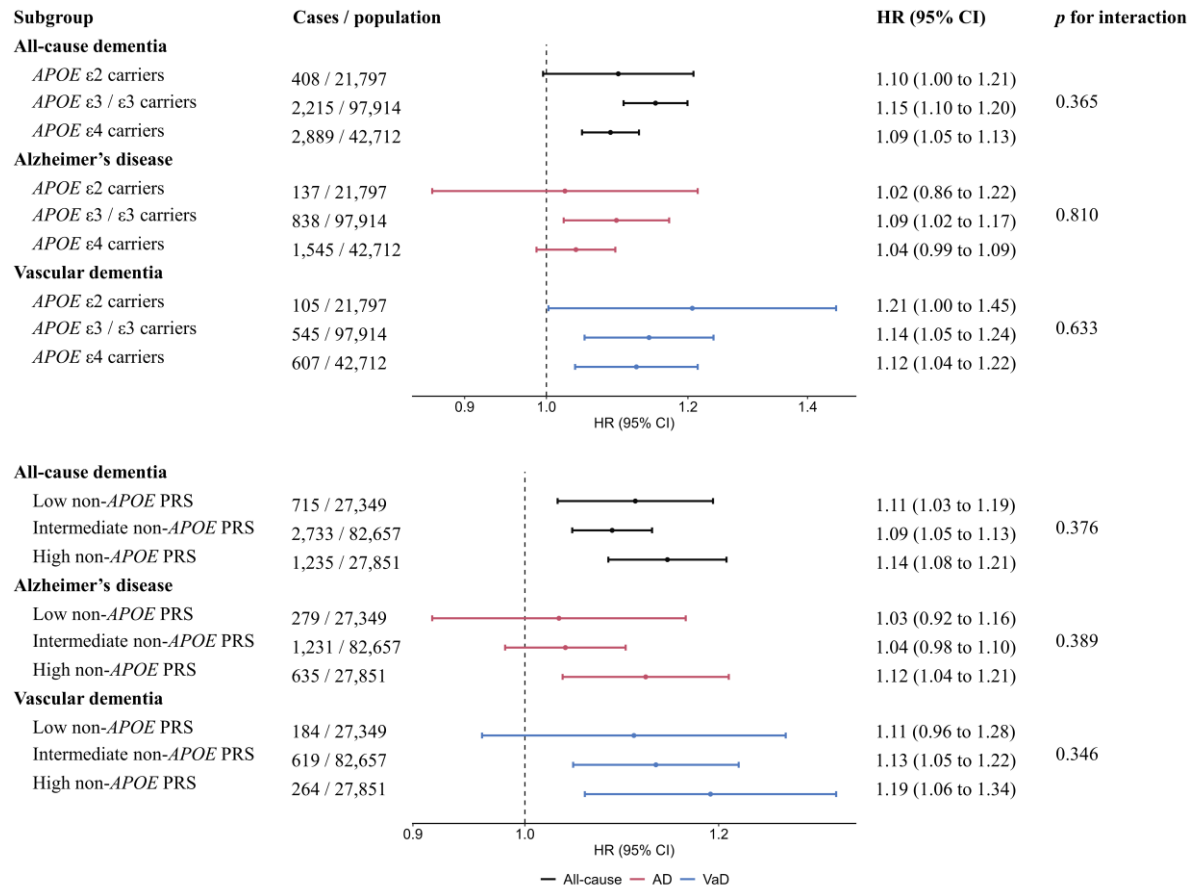 Subgroup Cases / population HR (95% CI) p for interaction
All-cause dementia
APOE ε2 carriers 408 / 21,797 1.10 (1.00 to 1.21)
APOE ε3 / ε3 carriers 2,215 / 97,914 1.15 (1.10 to 1.20) 0.365
APOE ε4 carriers 2,889 / 42,712 1.09 (1.05 to 1.13)
Alzheimer’s disease
APOE ε2 carriers 137 / 21,797 1.02 (0.86 to 1.22)
APOE ε3 / ε3 carriers 838 / 97,914 1.09 (1.02 to 1.17) 0.810
APOE ε4 carriers 1,545 / 42,712 1.04 (0.99 to 1.09)
Vascular dementia
APOE ε2 carriers 105 / 21,797 1.21 (1.00 to 1.45)
APOE ε3 / ε3 carriers 545 / 97,914 1.14 (1.05 to 1.24) 0.633
APOE ε4 carriers 607 / 42,712 1.12 (1.04 to 1.22)
0.9 1.0 1.2 1.4
HR (95% CI)
All-cause dementia
Low non-APOE PRS 715 / 27,349 1.11 (1.03 to 1.19)
Intermediate non-APOE PRS 2,733 / 82,657 1.09 (1.05 to 1.13) 0.376
High non-APOE PRS 1,235 / 27,851 1.14 (1.08 to 1.21)
Alzheimer’s disease
Low non-APOE PRS 279 / 27,349 1.03 (0.92 to 1.16)
Intermediate non-APOE PRS 1,231 / 82,657 1.04 (0.98 to 1.10) 0.389
High non-APOE PRS 635 / 27,851 1.12 (1.04 to 1.21)
Vascular dementia
Low non-APOE PRS 184 / 27,349 1.11 (0.96 to 1.28)
Intermediate non-APOE PRS 619 / 82,657 1.13 (1.05 to 1.22) 0.346
High non-APOE PRS 264 / 27,851 1.19 (1.06 to 1.34)
0.9 1.0 1.2
HR (95% CI)
All-cause AD VaD